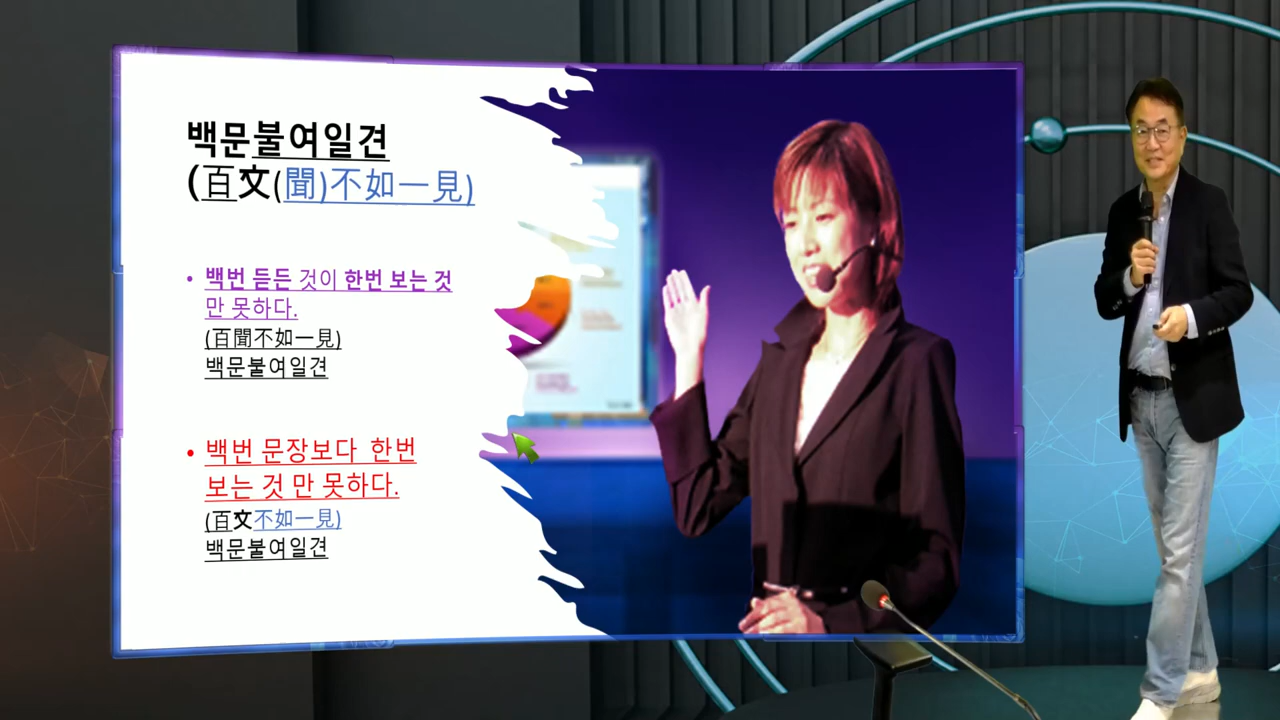 백문불여일견
(百文(聞)不如一見)
• 백번 듣든 것이 한번 보는 것
만 못하다.
(百聞不如一見)
백문불여일견
• 백번 문장보다 한번
보는 것 만 못하다.
(百文不如一見)
백문불여일견